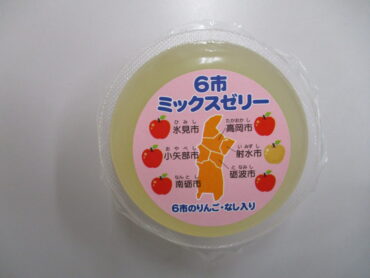 6市
ミックスゼリー
ひみし
氷見市
たかおかし
高岡市
おやべし
小矢部市
いみずし
射水市
なんとし
南砺市
となみし
砺波市
6市のりんご・なし入り